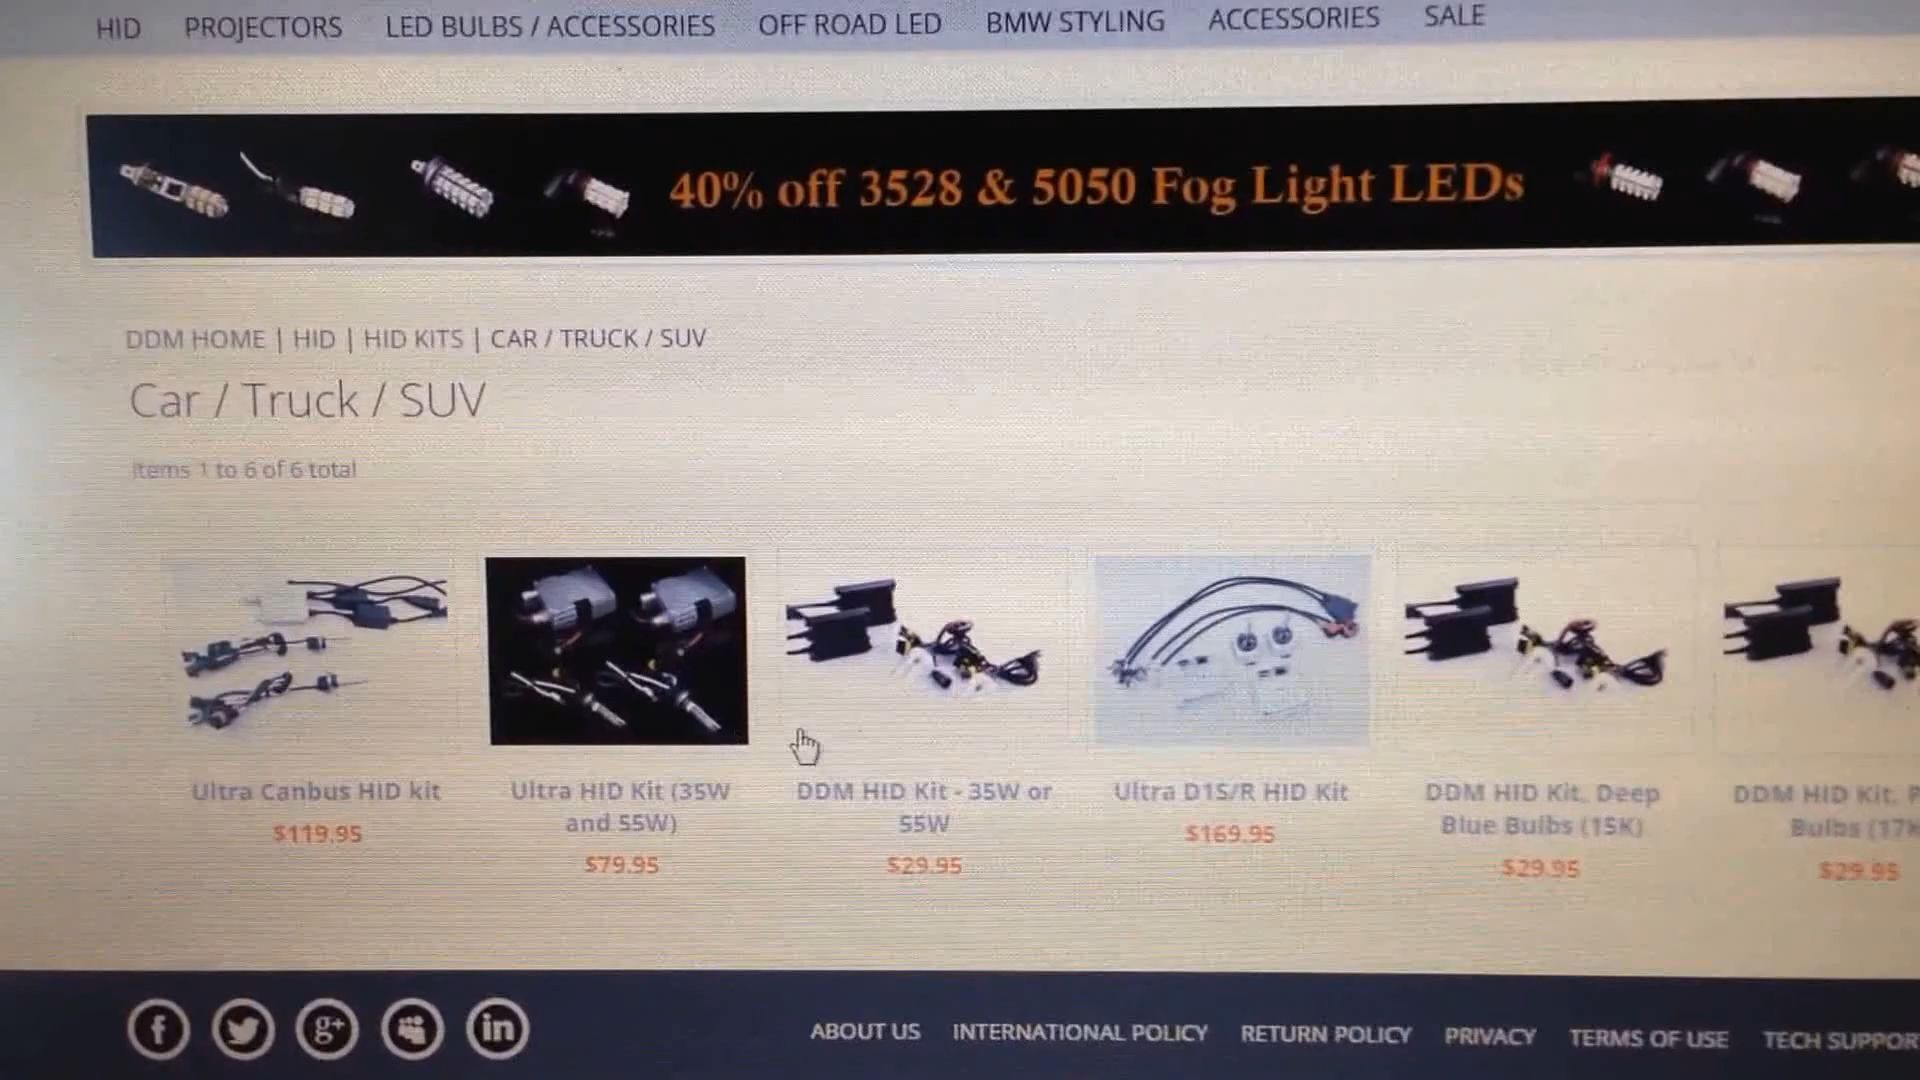 HID PROJECTORS LED BULBS / ACCESSORIES OFF ROAD LED BMW STYLING ACCESSORIES SALE
40% off 3528 & 5050 Fog Light LEDs
DDM HOME | HID | HID KITS | CAR / TRUCK / SUV
Car / Truck / SUV
Items 1 to 6 of 6 total
Ultra Canbus HID kit
$119.95
Ultra HID Kit (35W
and 55W)
$79.95
DDM HID Kit - 35W or
55W
$29.95
Ultra D1S/R HID Kit
$169.95
DDM HID Kit, Deep
Blue Bulbs (15K)
$29.95
DDM HID Kit, P
Bulbs (17K
$29.95
f g+ in
ABOUT US INTERNATIONAL POLICY RETURN POLICY PRIVACY TERMS OF USE TECH SUPPOR